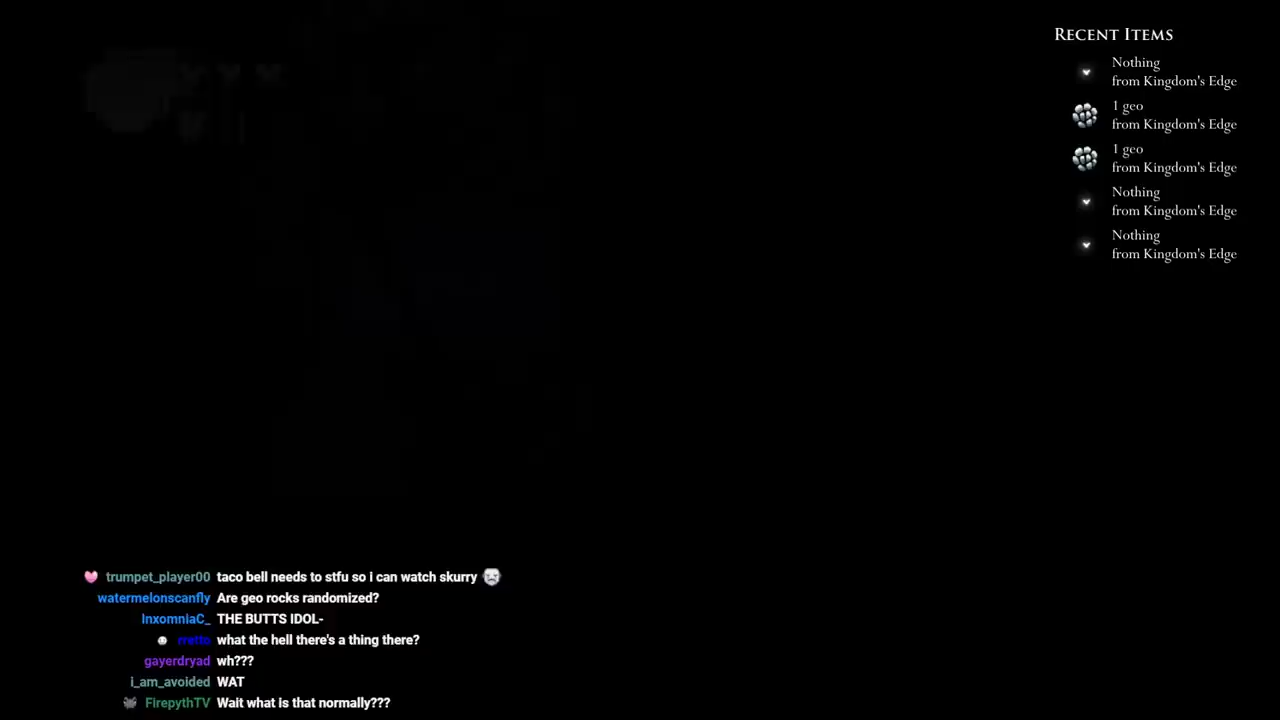 RECENT ITEMS
Nothing
from Kingdom's Edge
1 geo
from Kingdom's Edge
1 geo
from Kingdom's Edge
Nothing
from Kingdom's Edge
Nothing
from Kingdom's Edge
trumpet_player00 taco bell needs to stfu so i can watch skurry
watermelonscanfly Are geo rocks randomized?
InxomniaC_ THE BUTTS IDOL-
what the hell there's a thing there?
gayerdryad wh???
i_am_avoided WAT
FirepythTV Wait what is that normally???